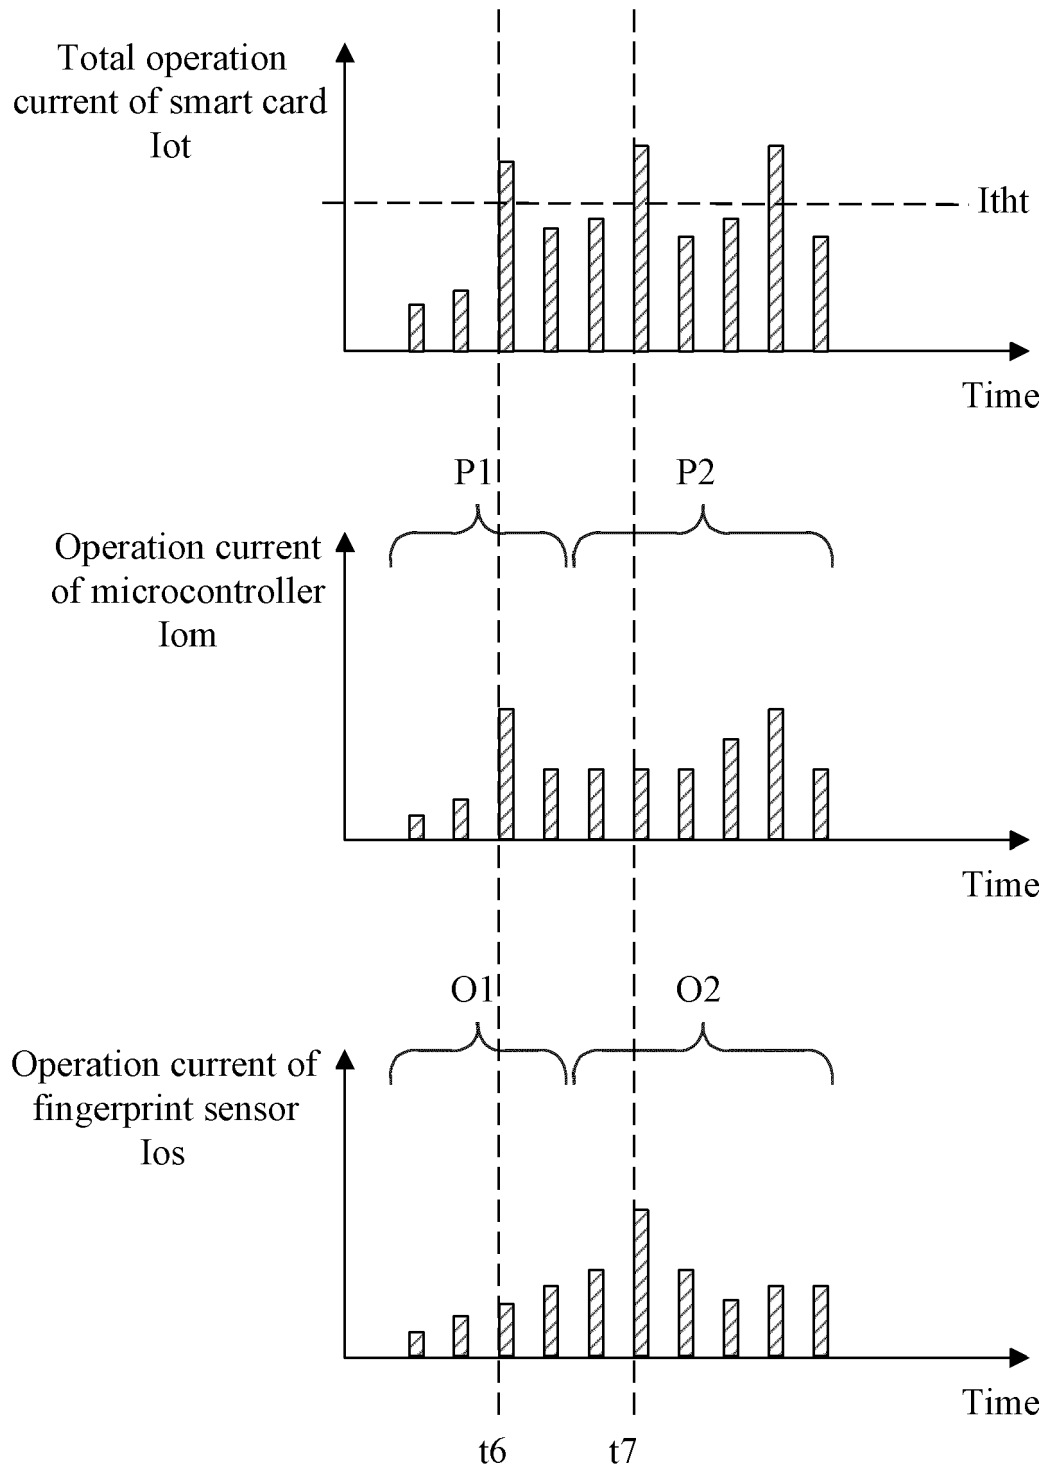 Total operation
current of smart card
Iot
Itht
Time
P1
P2
Operation current
of microcontroller
Iom
Time
O1
O2
Operation current of
fingerprint sensor
Ios
Time
t6
t7